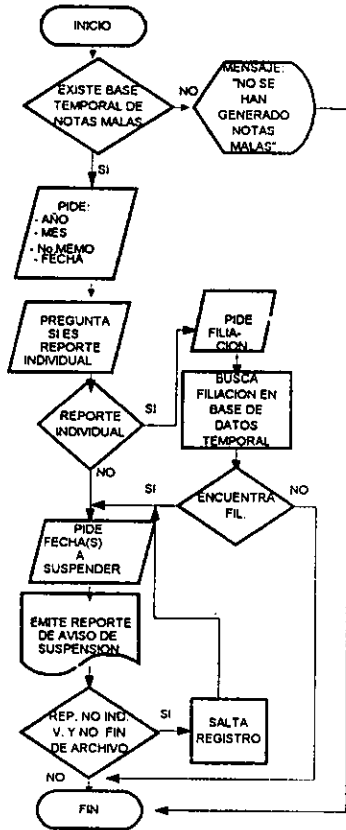 INICIO
EXISTE BASE
TEMPORAL DE
NOTAS MALAS
NO
MENSAJE:
"NO SE
HAN
GENERADO
NOTAS
MALAS"
SI
PIDE:
- AÑO
- MES
- No.MEMO
- FECHA
PREGUNTA
SI ES
REPORTE
INDIVIDUAL
PIDE
FILIA-
CION
BUSCA
FILIACION EN
BASE DE
DATOS
TEMPORAL
REPORTE
INDIVIDUAL
SI
NO
ENCUENTRA
FIL.
SI
NO
PIDE
FECHA(S)
A
SUSPENDER
EMITE REPORTE
DE AVISO DE
SUSPENSION
REP. NO IND.
V. Y NO FIN
DE ARCHIVO
SI
SALTA
REGISTRO
NO
FIN